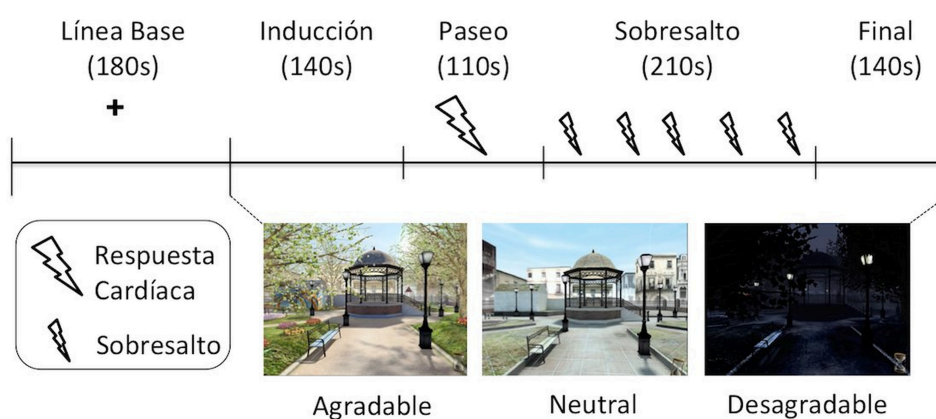 Línea Base
(180s)
Inducción
(140s)
Paseo
(110s)
Sobresalto
(210s)
Final
(140s)
Respuesta
Cardíaca
Sobresalto
Agradable
Neutral
Desagradable